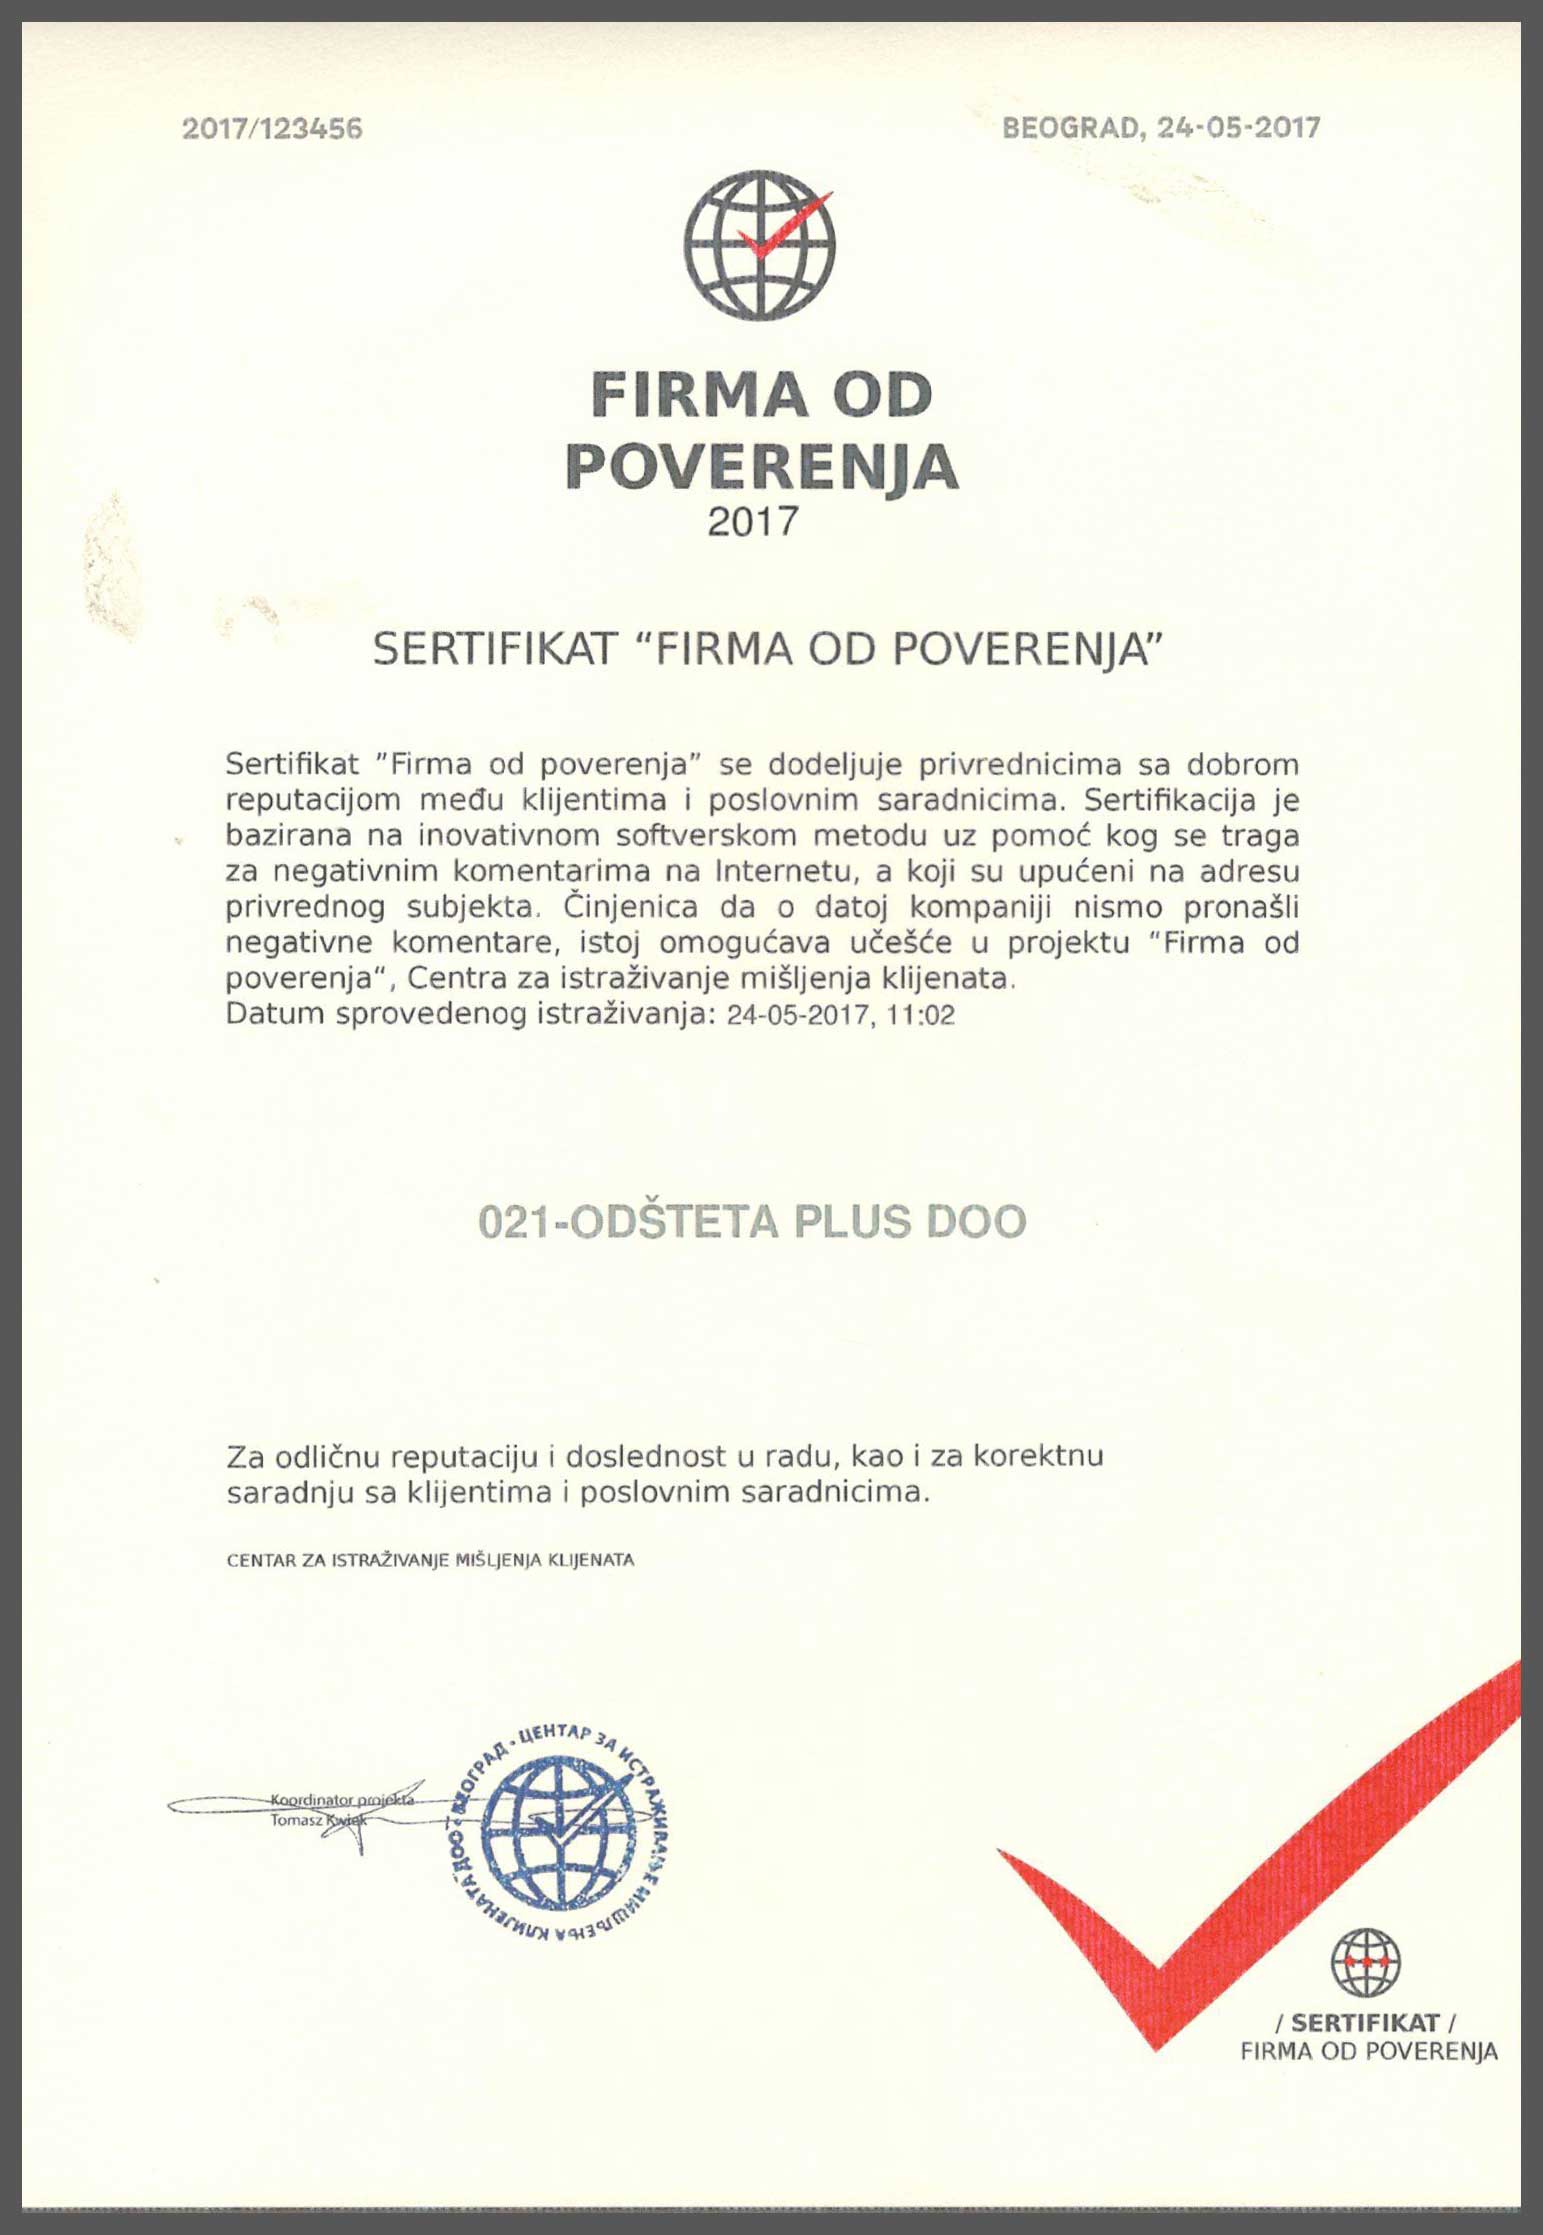 2017/123456
BEOGRAD, 24-05-2017
FIRMA OD
POVERENJA
2017
SERTIFIKAT “FIRMA OD POVERENJA”
Sertifikat ”Firma od poverenja” se dodeljuje privrednicima sa dobrom
reputacijom među klijentima i poslovnim saradnicima. Sertifikacija je
bazirana na inovativnom softverskom metodu uz pomoć kog se traga
za negativnim komentarima na Internetu, a koji su upućeni na adresu
privrednog subjekta. Činjenica da o datoj kompaniji nismo pronašli
negativne komentare, istoj omogućava učešće u projektu “Firma od
poverenja“, Centra za istraživanje mišljenja klijenata.
Datum sprovedenog istraživanja: 24-05-2017, 11:02
021-ODŠTETA PLUS DOO
Za odličnu reputaciju i doslednost u radu, kao i za korektnu
saradnju sa klijentima i poslovnim saradnicima.
CENTAR ZA ISTRAŽIVANJE MIŠLJENJA KLIJENATA
Koordinator projekta
Tomasz Kwiek
ЦЕНТАР ЗА ИСТРАЖИВАЊЕ МИШЉЕЊА КЛИЈЕНАТА ДОО • БЕОГРАД •
/ SERTIFIKAT /
FIRMA OD POVERENJA